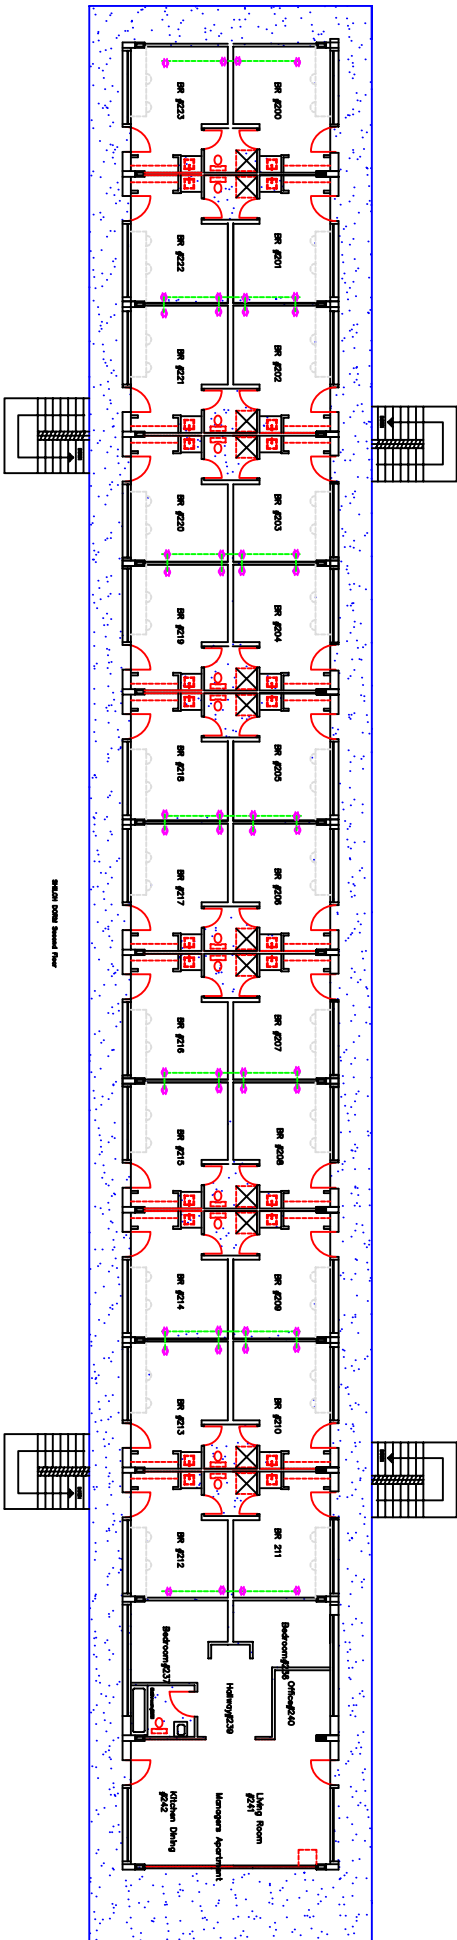 BR #223
BR #200
BR #222
BR #201
BR #221
BR #202
BR #220
BR #203
BR #219
BR #204
BR #218
BR #205
BR #217
BR #206
BR #216
BR #207
BR #215
BR #208
BR #214
BR #209
BR #213
BR #210
BR #212
BR 211
SHILOH DORM Second Floor
Bedroom#237
Bedroom#238
Office#240
Hallway#239
Living Room
#241
Managers Apartment
Kitchen Dining
#242